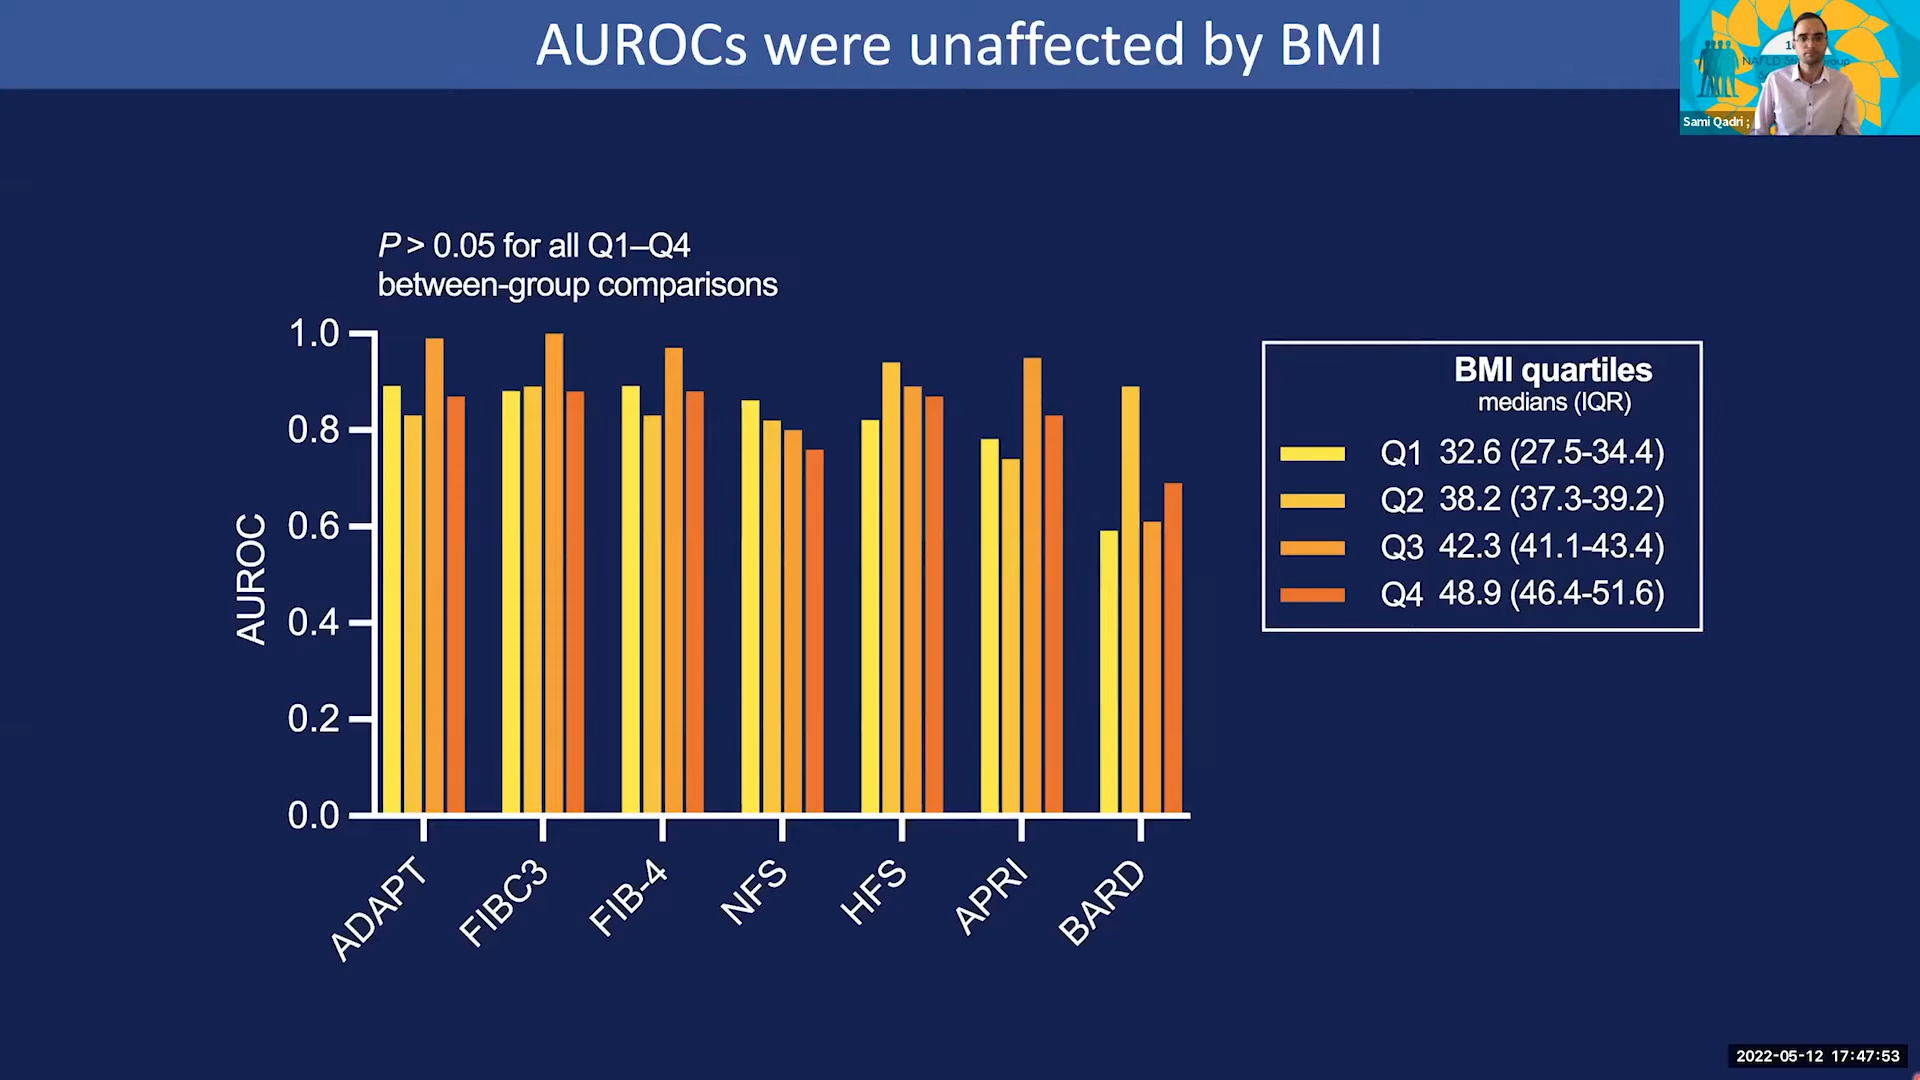 AUROCs were unaffected by BMI
NAFLD
Sami Qadri ;
P > 0.05 for all Q1–Q4
between-group comparisons
AUROC
1.0
0.8
0.6
0.4
0.2
0.0
ADAPT
FIBC3
FIB-4
NFS
HFS
APRI
BARD
BMI quartiles
medians (IQR)
Q1 32.6 (27.5-34.4)
Q2 38.2 (37.3-39.2)
Q3 42.3 (41.1-43.4)
Q4 48.9 (46.4-51.6)
2022-05-12 17:47:53